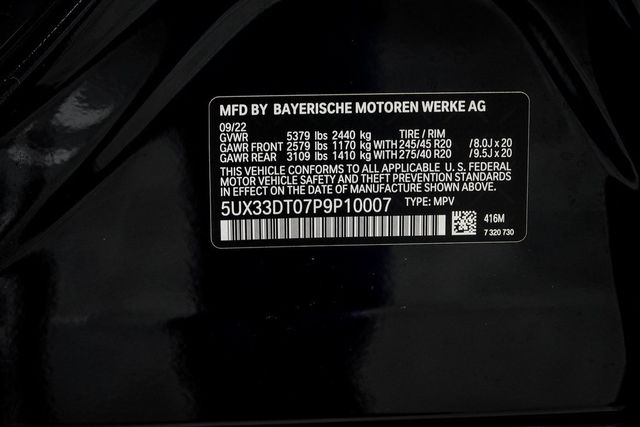 MFD BY BAYERISCHE MOTOREN WERKE AG
09/22
GVWR 5379 lbs 2440 kg TIRE / RIM
GAWR FRONT 2579 lbs 1170 kg WITH 245/45 R20 / 8.0J x 20
GAWR REAR 3109 lbs 1410 kg WITH 275/40 R20 / 9.5J x 20
THIS VEHICLE CONFORMS TO ALL APPLICABLE U.S. FEDERAL
MOTOR VEHICLE SAFETY AND THEFT PREVENTION STANDARDS
IN EFFECT ON THE DATE OF MANUFACTURE SHOWN ABOVE.
5UX33DT07P9P10007 TYPE: MPV
416M
7 320 730